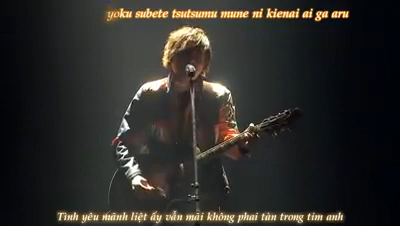 yoku subete tsutsumu mune ni kienai ai ga aru
Tình yêu mãnh liệt ấy vẫn mãi không phai tàn trong tim anh